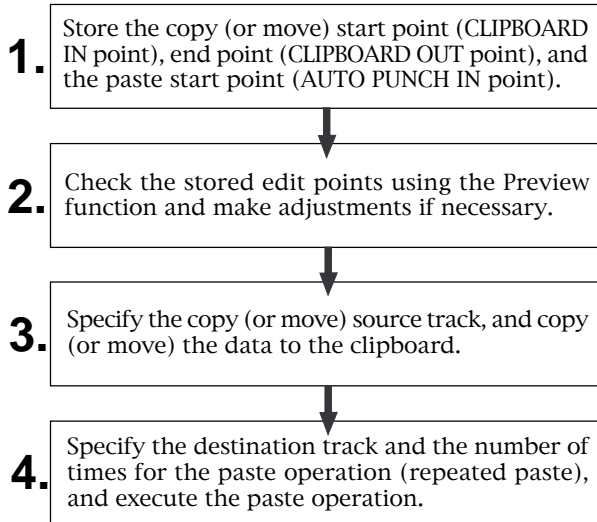 1.
Store the copy (or move) start point (CLIPBOARD
IN point), end point (CLIPBOARD OUT point), and
the paste start point (AUTO PUNCH IN point).
2.
Check the stored edit points using the Preview
function and make adjustments if necessary.
3.
Specify the copy (or move) source track, and copy
(or move) the data to the clipboard.
4.
Specify the destination track and the number of
times for the paste operation (repeated paste),
and execute the paste operation.